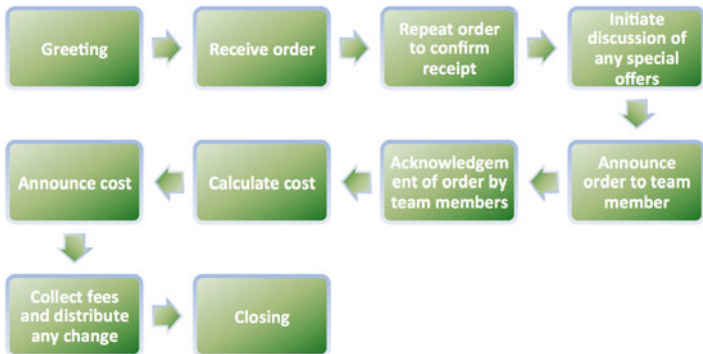 Greeting
Receive order
Repeat order
to confirm
receipt
Initiate
discussion of
any special
offers
Announce
order to team
member
Acknowledgem
ent of order by
team members
Calculate cost
Announce cost
Collect fees
and distribute
any change
Closing